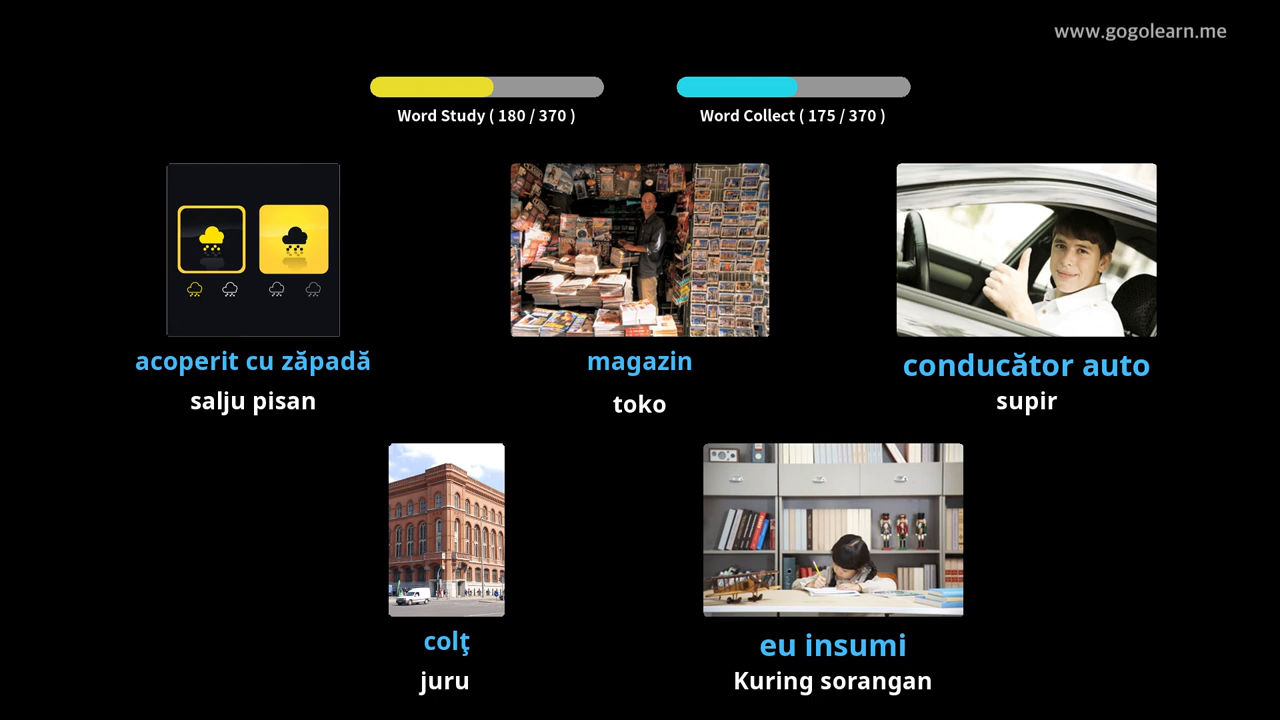 www.gogolearn.me
Word Study ( 180 / 370 )
Word Collect ( 175 / 370 )
acoperit cu zăpadă
salju pisan
magazin
toko
conducător auto
supir
colţ
juru
eu insumi
Kuring sorangan